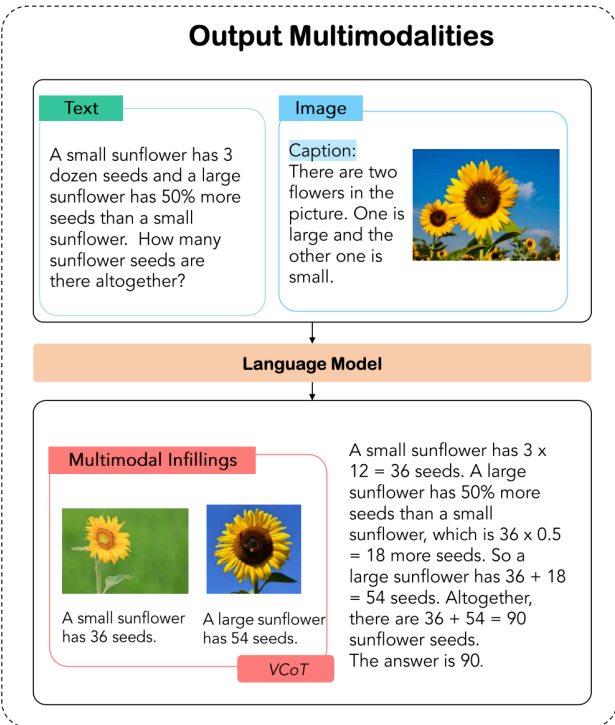 Output Multimodalities
Text
A small sunflower has 3
dozen seeds and a large
sunflower has 50% more
seeds than a small
sunflower.  How many
sunflower seeds are
there altogether?
Image
Caption:
There are two
flowers in the
picture. One is
large and the
other one is
small.
Language Model
Multimodal Infillings
A small sunflower
has 36 seeds.
A large sunflower
has 54 seeds.
VCoT
A small sunflower has 3 x
12 = 36 seeds. A large
sunflower has 50% more
seeds than a small
sunflower, which is 36 x 0.5
= 18 more seeds. So a
large sunflower has 36 + 18
= 54 seeds. Altogether,
there are 36 + 54 = 90
sunflower seeds.
The answer is 90.